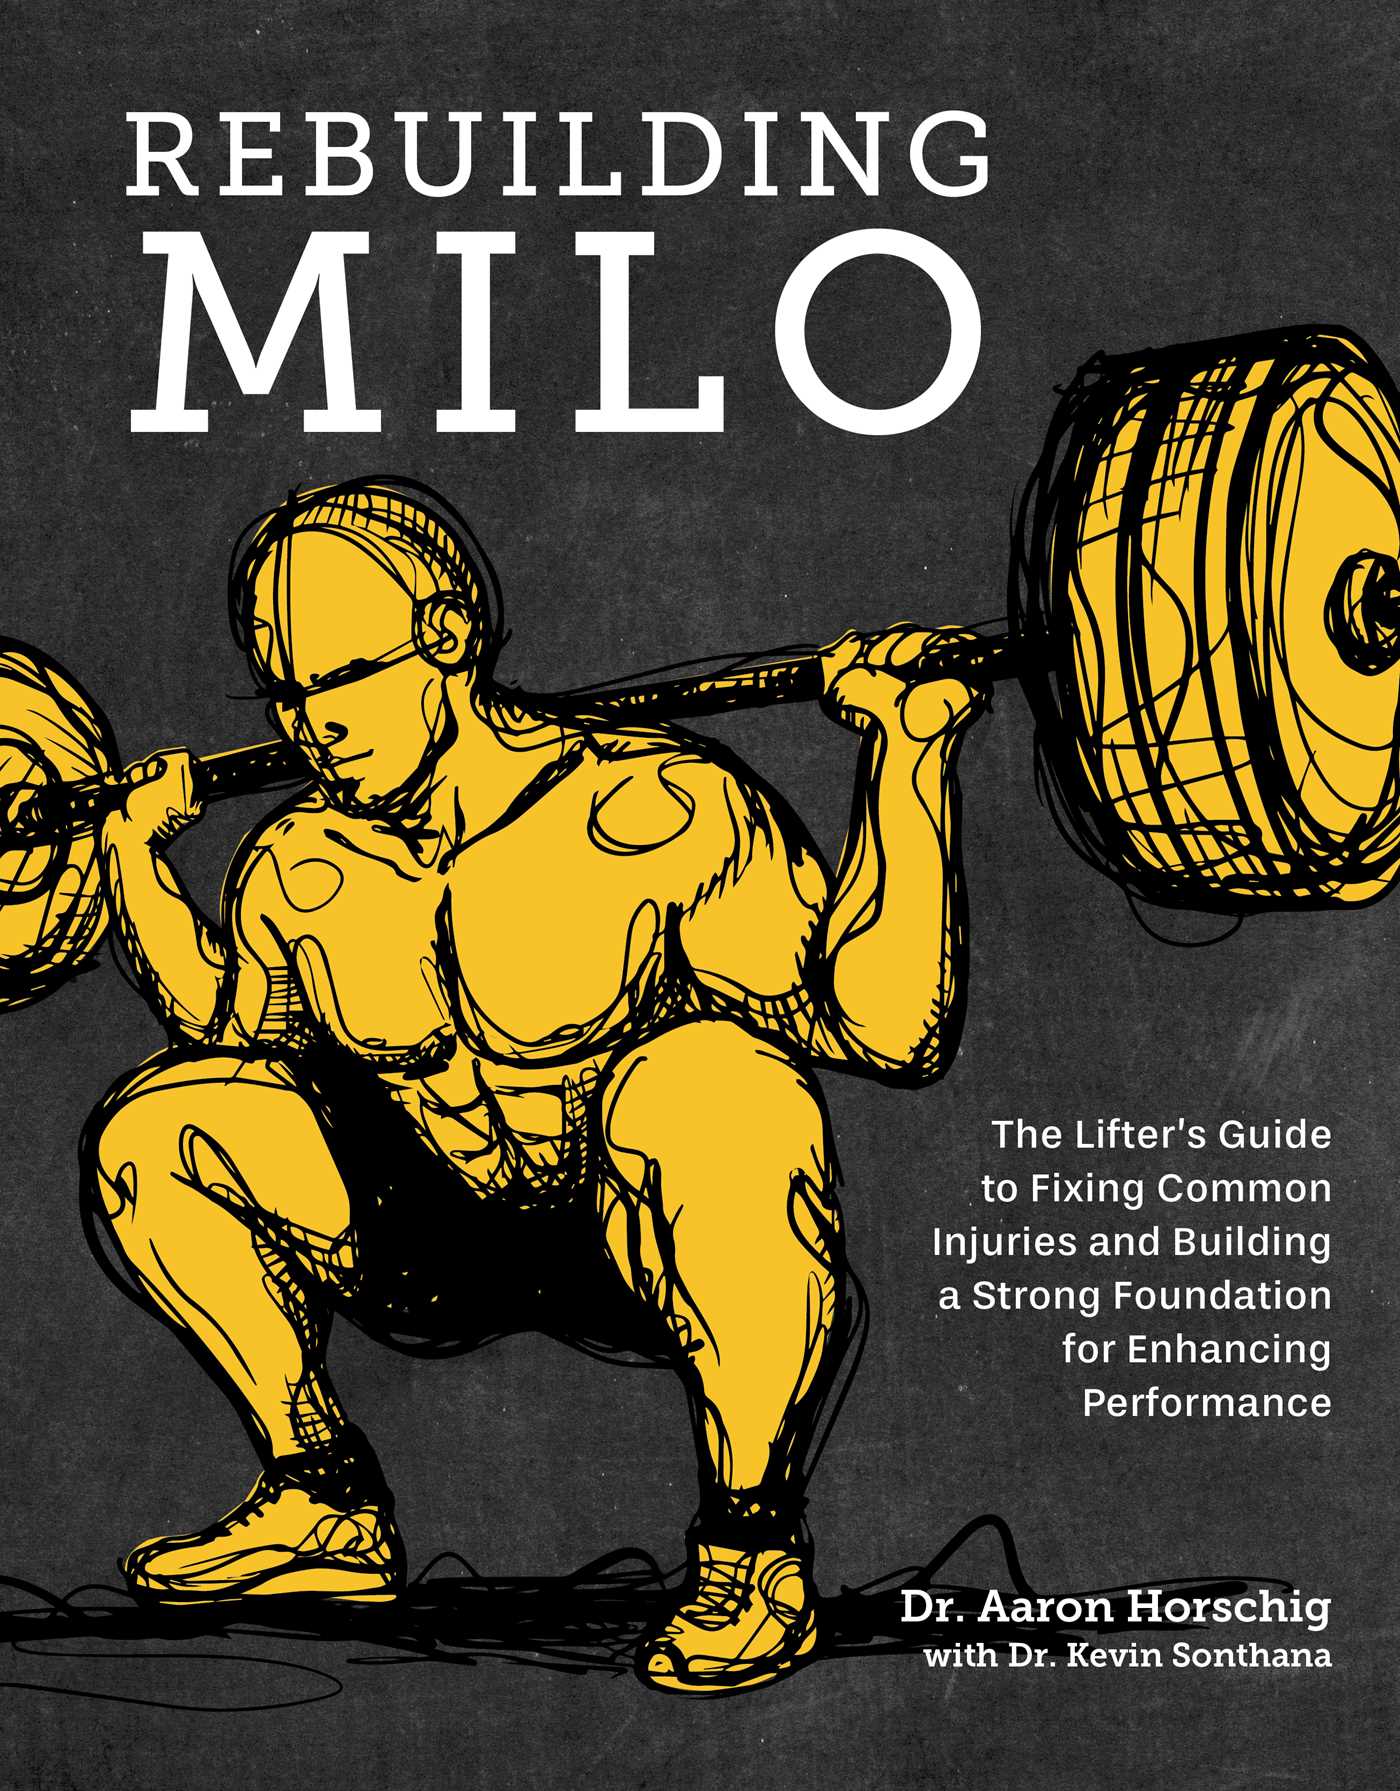 REBUILDING
MILO
The Lifter's Guide
to Fixing Common
Injuries and Building
a Strong Foundation
for Enhancing
Performance
Dr. Aaron Horschig
with Dr. Kevin Sonthana